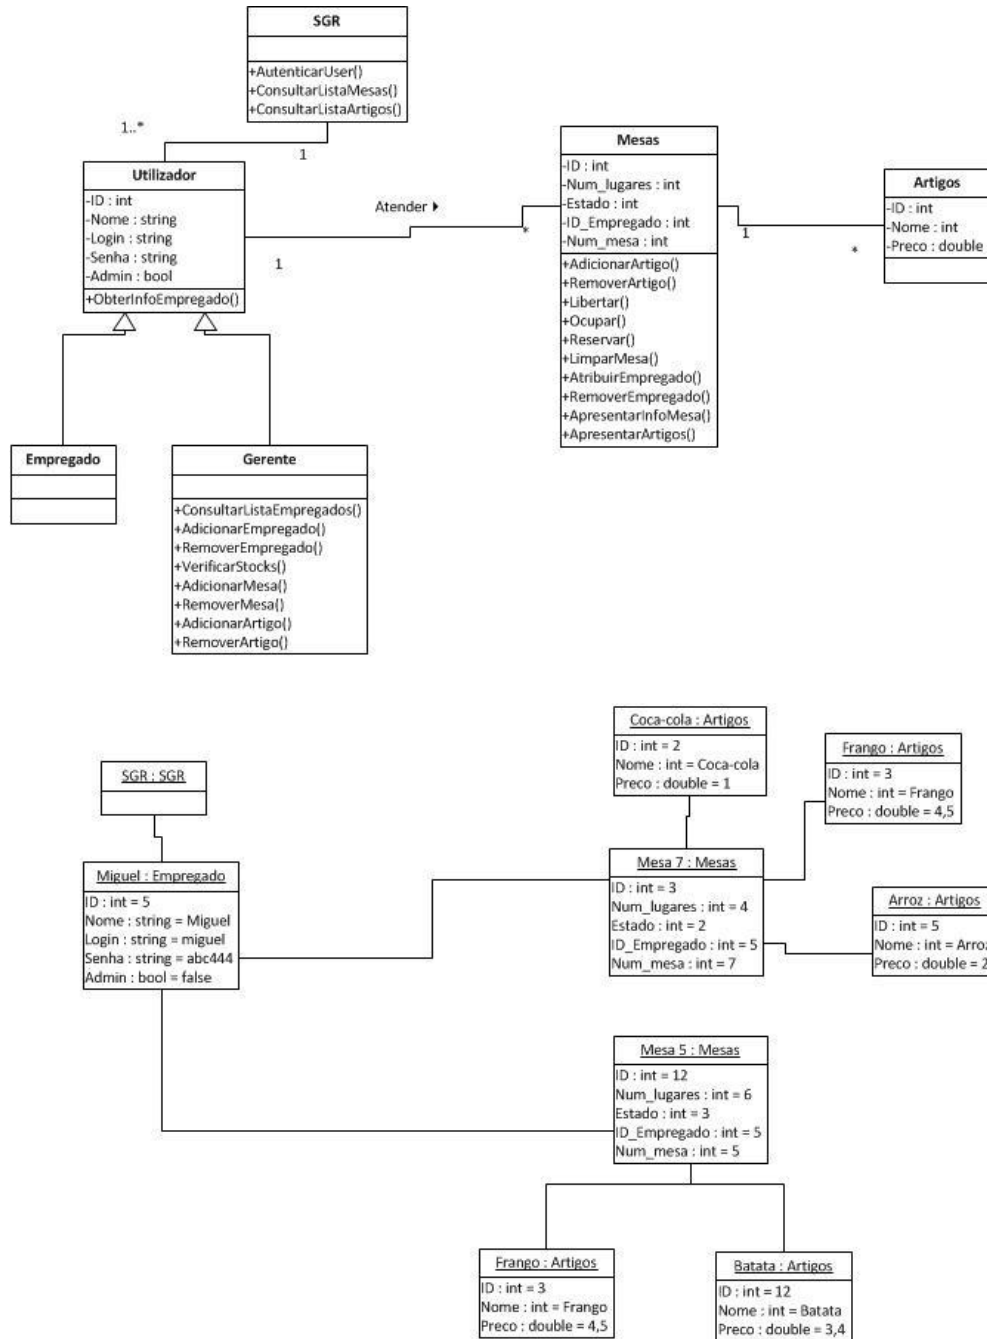 SGR
+AutenticarUser()
+ConsultarListaMesas()
+ConsultarListaArtigos()
1..*
1
Utilizador
-ID : int
-Nome : string
-Login : string
-Senha : string
-Admin : bool
+ObterInfoEmpregado()
Atender
1
*
Mesas
-ID : int
-Num_lugares : int
-Estado : int
-ID_Empregado : int
-Num_mesa : int
+AdicionarArtigo()
+RemoverArtigo()
+Libertar()
+Ocupar()
+Reservar()
+LimparMesa()
+AtribuirEmpregado()
+RemoverEmpregado()
+ApresentarInfoMesa()
+ApresentarArtigos()
1
*
Artigos
-ID : int
-Nome : int
-Preco : double
Empregado
Gerente
+ConsultarListaEmpregados()
+AdicionarEmpregado()
+RemoverEmpregado()
+VerificarStocks()
+AdicionarMesa()
+RemoverMesa()
+AdicionarArtigo()
+RemoverArtigo()
Coca-cola : Artigos
ID : int = 2
Nome : int = Coca-cola
Preco : double = 1
Frango : Artigos
ID : int = 3
Nome : int = Frango
Preco : double = 4,5
SGR : SGR
Miguel : Empregado
ID : int = 5
Nome : string = Miguel
Login : string = miguel
Senha : string = abc444
Admin : bool = false
Mesa 7 : Mesas
ID : int = 3
Num_lugares : int = 4
Estado : int = 2
ID_Empregado : int = 5
Num_mesa : int = 7
Arroz : Artigos
ID : int = 5
Nome : int = Arroz
Preco : double = 2
Mesa 5 : Mesas
ID : int = 12
Num_lugares : int = 6
Estado : int = 3
ID_Empregado : int = 5
Num_mesa : int = 5
Frango : Artigos
ID : int = 3
Nome : int = Frango
Preco : double = 4,5
Batata : Artigos
ID : int = 12
Nome : int = Batata
Preco : double = 3,4